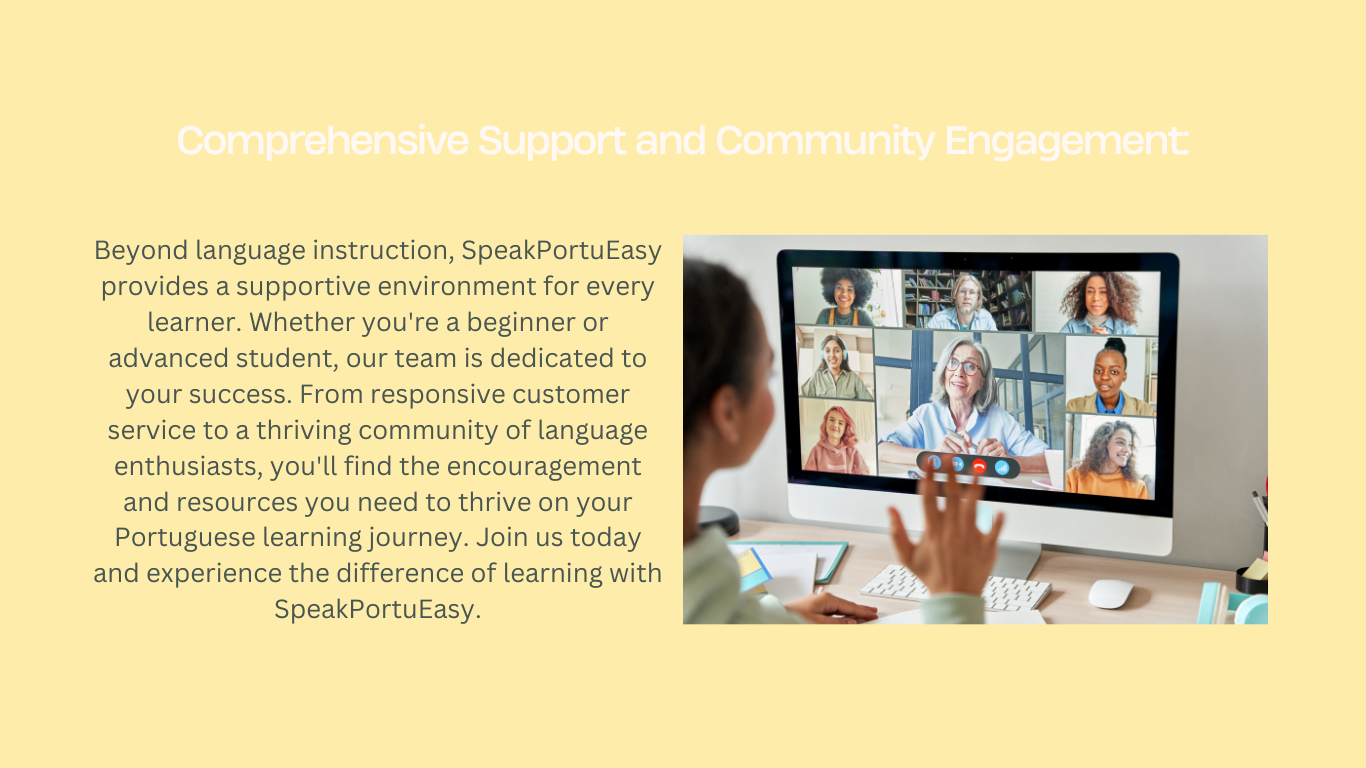 Comprehensive Support and Community Engagement:
Beyond language instruction, SpeakPortuEasy
provides a supportive environment for every
learner. Whether you're a beginner or
advanced student, our team is dedicated to
your success. From responsive customer
service to a thriving community of language
enthusiasts, you'll find the encouragement
and resources you need to thrive on your
Portuguese learning journey. Join us today
and experience the difference of learning with
SpeakPortuEasy.